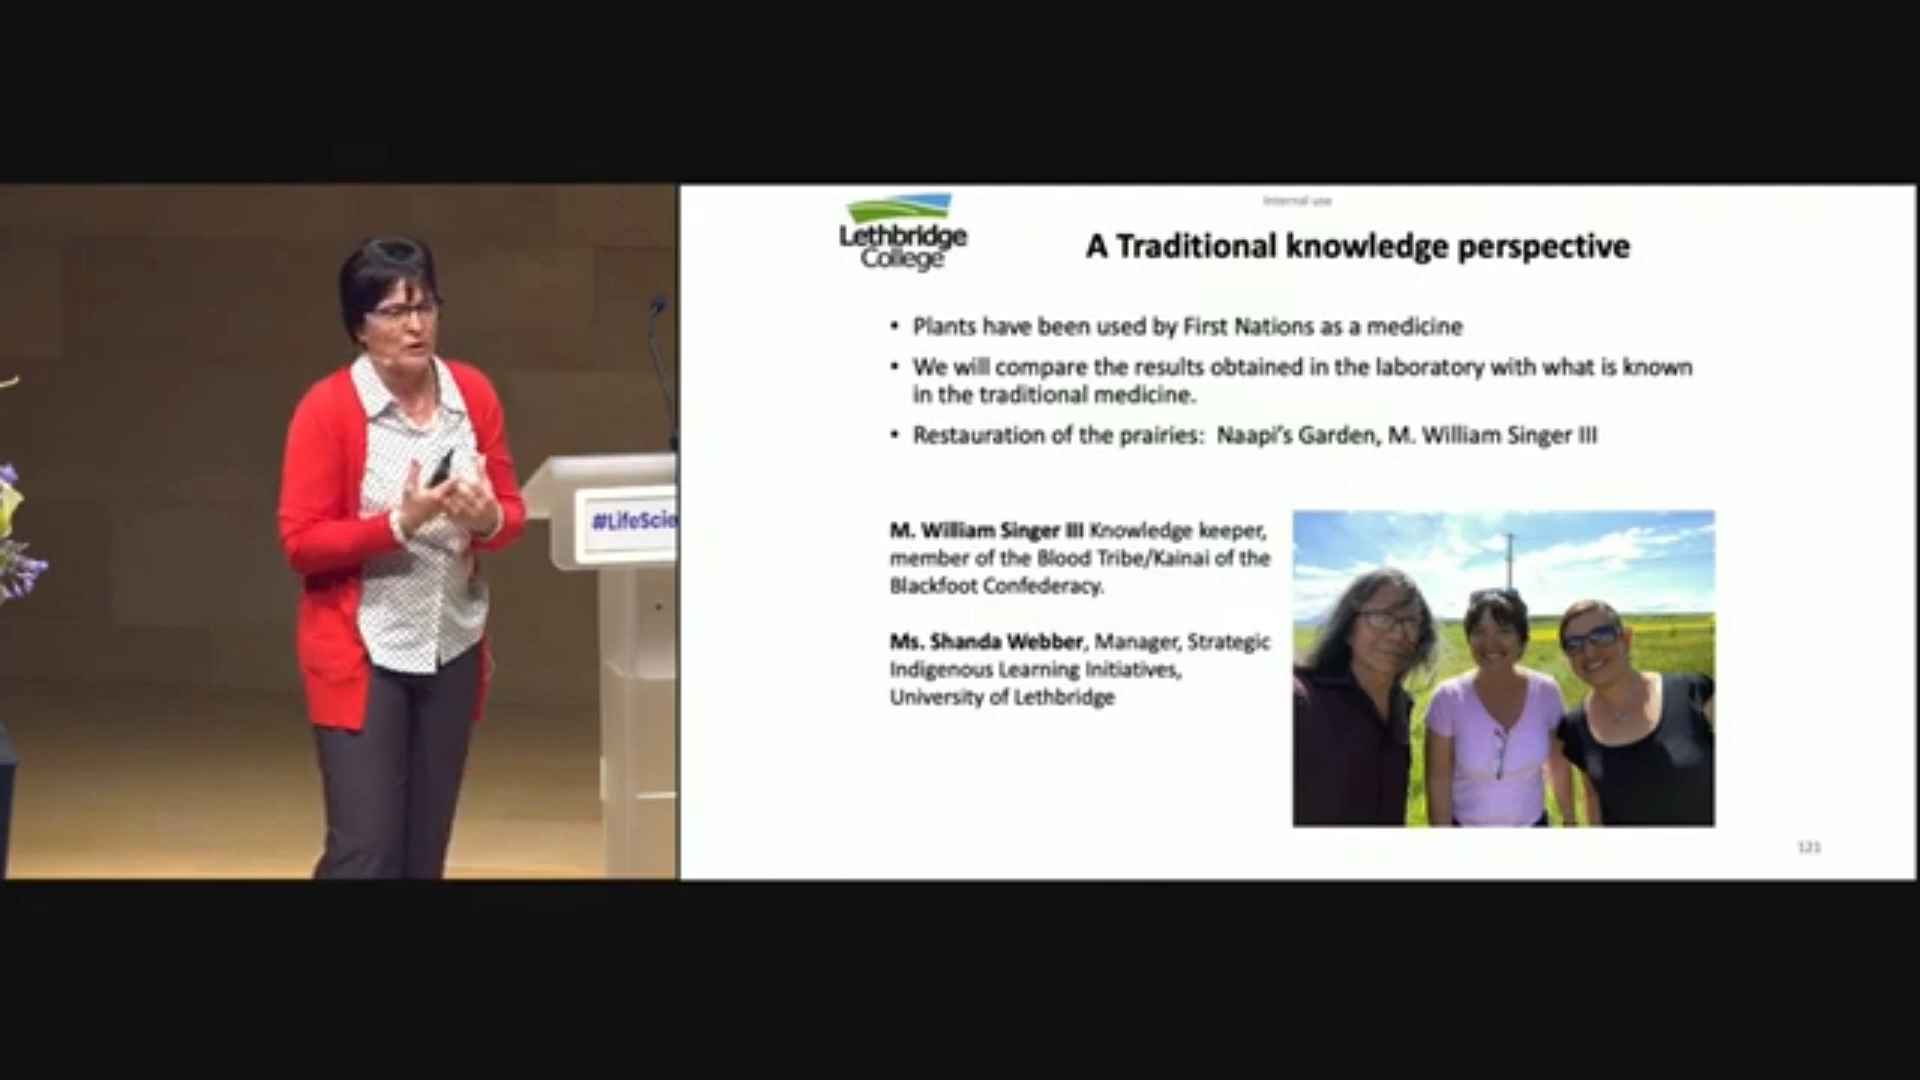 #LifeScie
Lethbridge
College
Internal use
A Traditional knowledge perspective
• Plants have been used by First Nations as a medicine
• We will compare the results obtained in the laboratory with what is known
in the traditional medicine.
• Restauration of the prairies: Naapi's Garden, M. William Singer III
M. William Singer III Knowledge keeper,
member of the Blood Tribe/Kainai of the
Blackfoot Confederacy.
Ms. Shanda Webber, Manager, Strategic
Indigenous Learning Initiatives,
University of Lethbridge
121